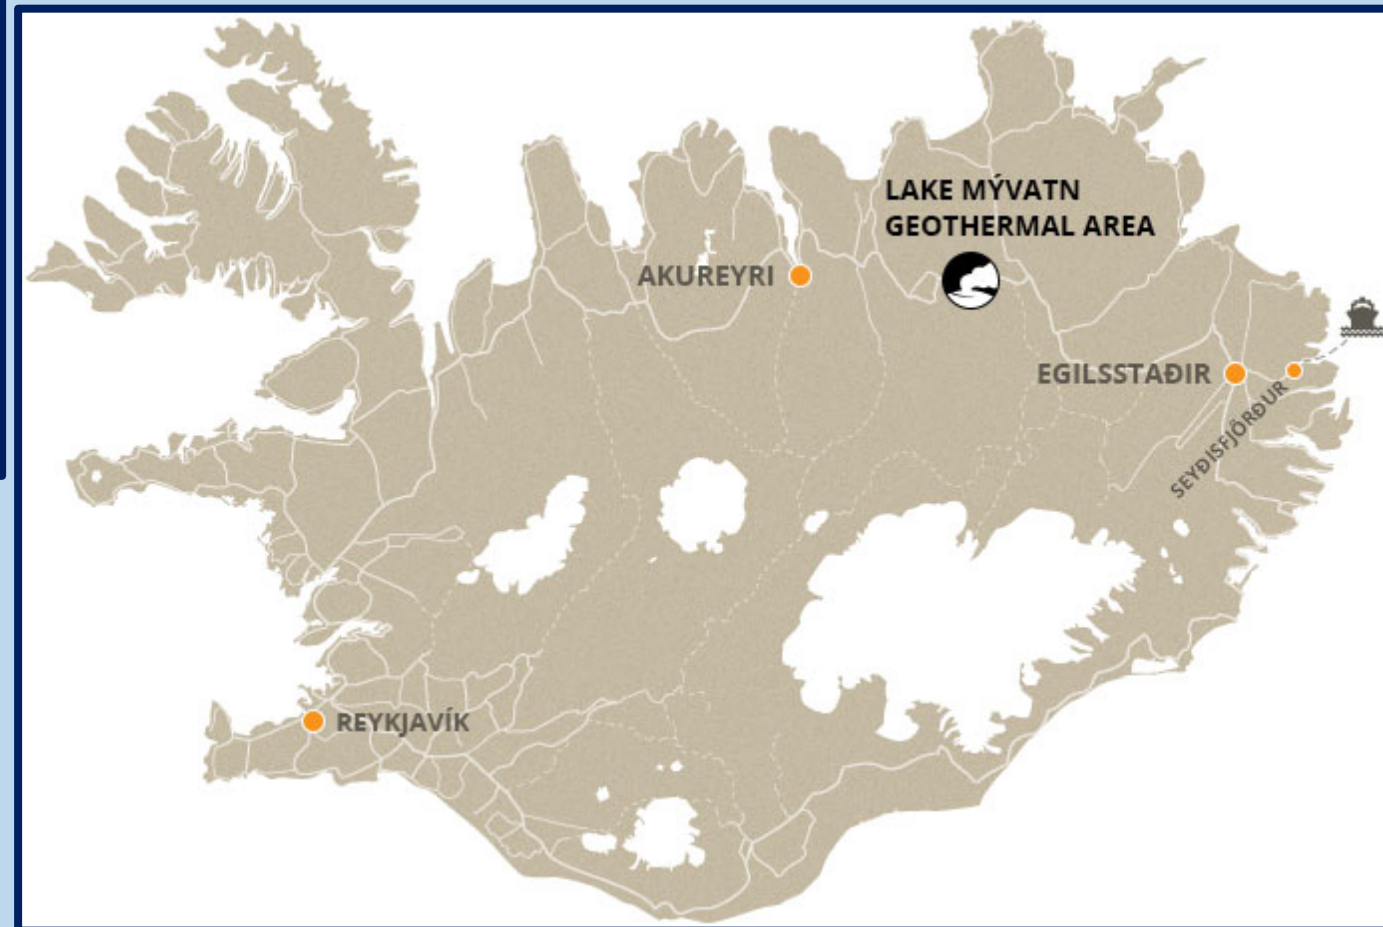 LAKE MÝVATN
GEOTHERMAL AREA
AKUREYRI
EGILSSTAÐIR
SEYÐISFJÖRÐUR
REYKJAVÍK